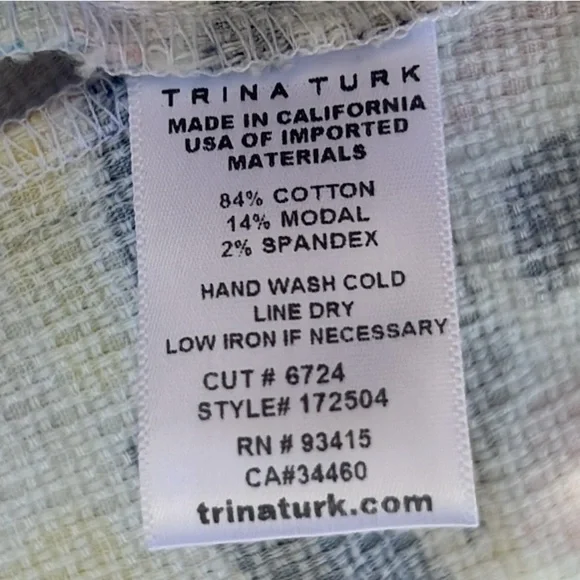 TRINA TURK
MADE IN CALIFORNIA
USA OF IMPORTED
MATERIALS
84% COTTON
14% MODAL
2% SPANDEX
HAND WASH COLD
LINE DRY
LOW IRON IF NECESSARY
CUT # 6724
STYLE# 172504
RN # 93415
CA#34460
trinaturk.com